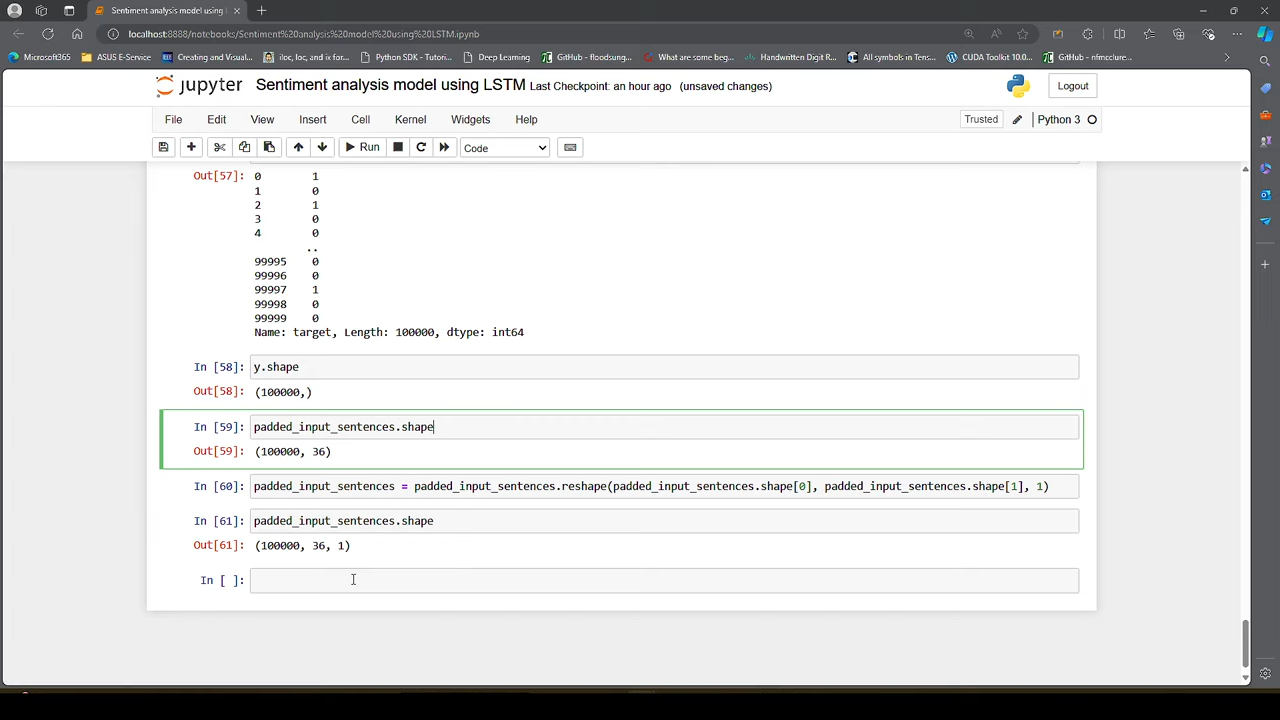 Sentiment analysis model using L
localhost:8888/notebooks/Sentiment%20analysis%20model%20using%20LSTM.ipynb
Microsoft365 ASUS E-Service Creating and Visual... iloc, loc, and ix for... Python SDK - Tutori... Deep Learning GitHub - floodsung... What are some beg... Handwritten Digit R... All symbols in Tens... CUDA Toolkit 10.0... GitHub - nfmcclure...
jupyter Sentiment analysis model using LSTM Last Checkpoint: an hour ago (unsaved changes) Logout
File Edit View Insert Cell Kernel Widgets Help Trusted Python 3
Run Code
Out[57]: 0 1
1 0
2 1
3 0
4 0
..
99995 0
99996 0
99997 1
99998 0
99999 0
Name: target, Length: 100000, dtype: int64
In [58]: y.shape
Out[58]: (100000,)
In [59]: padded_input_sentences.shape
Out[59]: (100000, 36)
In [60]: padded_input_sentences = padded_input_sentences.reshape(padded_input_sentences.shape[0], padded_input_sentences.shape[1], 1)
In [61]: padded_input_sentences.shape
Out[61]: (100000, 36, 1)
In [ ]: